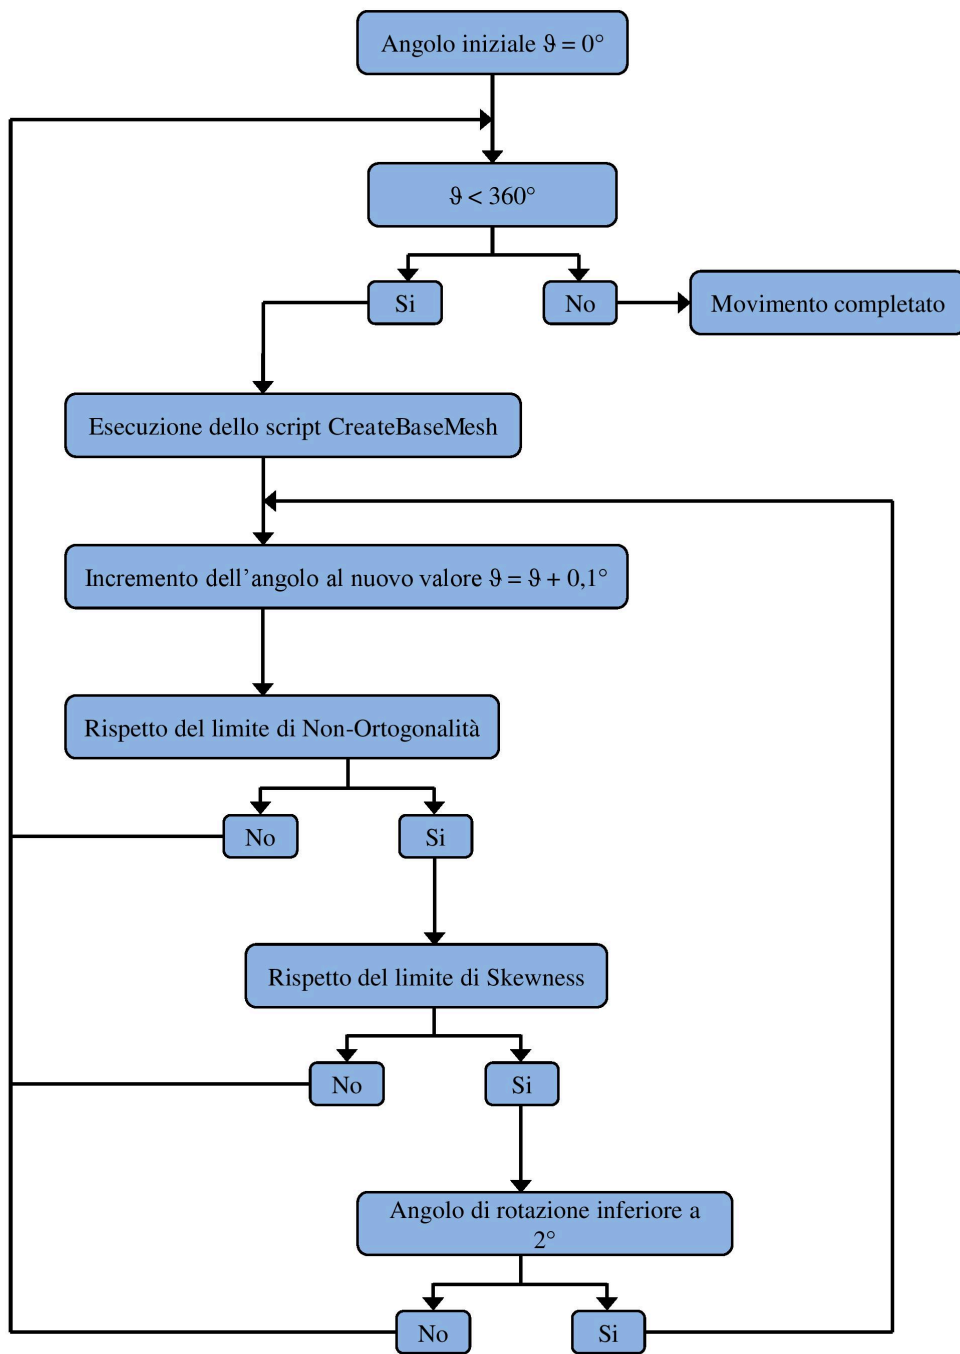 Angolo iniziale ϑ = 0°
ϑ < 360°
Si
No
Movimento completato
Esecuzione dello script CreateBaseMesh
Incremento dell'angolo al nuovo valore ϑ = ϑ + 0,1°
Rispetto del limite di Non-Ortogonalità
No
Si
Rispetto del limite di Skewness
No
Si
Angolo di rotazione inferiore a
2°
No
Si